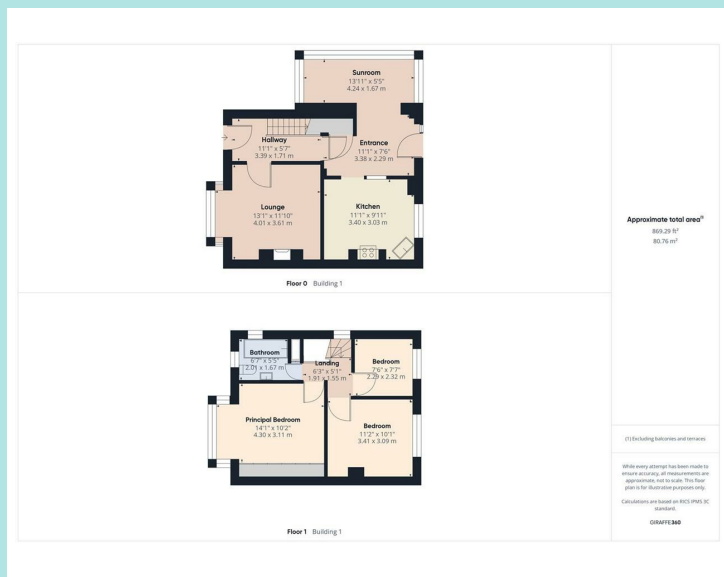 Sunroom
13'11" x 5'5"
4.24 x 1.67 m
Hallway
11'1" x 5'7"
3.39 x 1.71 m
Entrance
11'1" x 7'6"
3.38 x 2.29 m
Lounge
13'1" x 11'10"
4.01 x 3.61 m
Kitchen
11'1" x 9'11"
3.40 x 3.03 m
Floor 0 Building 1
Approximate total area⁽¹⁾
869.29 ft²
80.76 m²
Bathroom
6'7" x 5'5"
2.01 x 1.67 m
Landing
6'3" x 5'1"
1.91 x 1.55 m
Bedroom
7'6" x 7'7"
2.29 x 2.32 m
Principal Bedroom
14'1" x 10'2"
4.30 x 3.11 m
Bedroom
11'2" x 10'1"
3.41 x 3.09 m
Floor 1 Building 1
(1) Excluding balconies and terraces
While every attempt has been made to
ensure accuracy, all measurements are
approximate, not to scale. This floor
plan is for illustrative purposes only.
Calculations are based on RICS IPMS 3C
standard.
GIRAFFE360